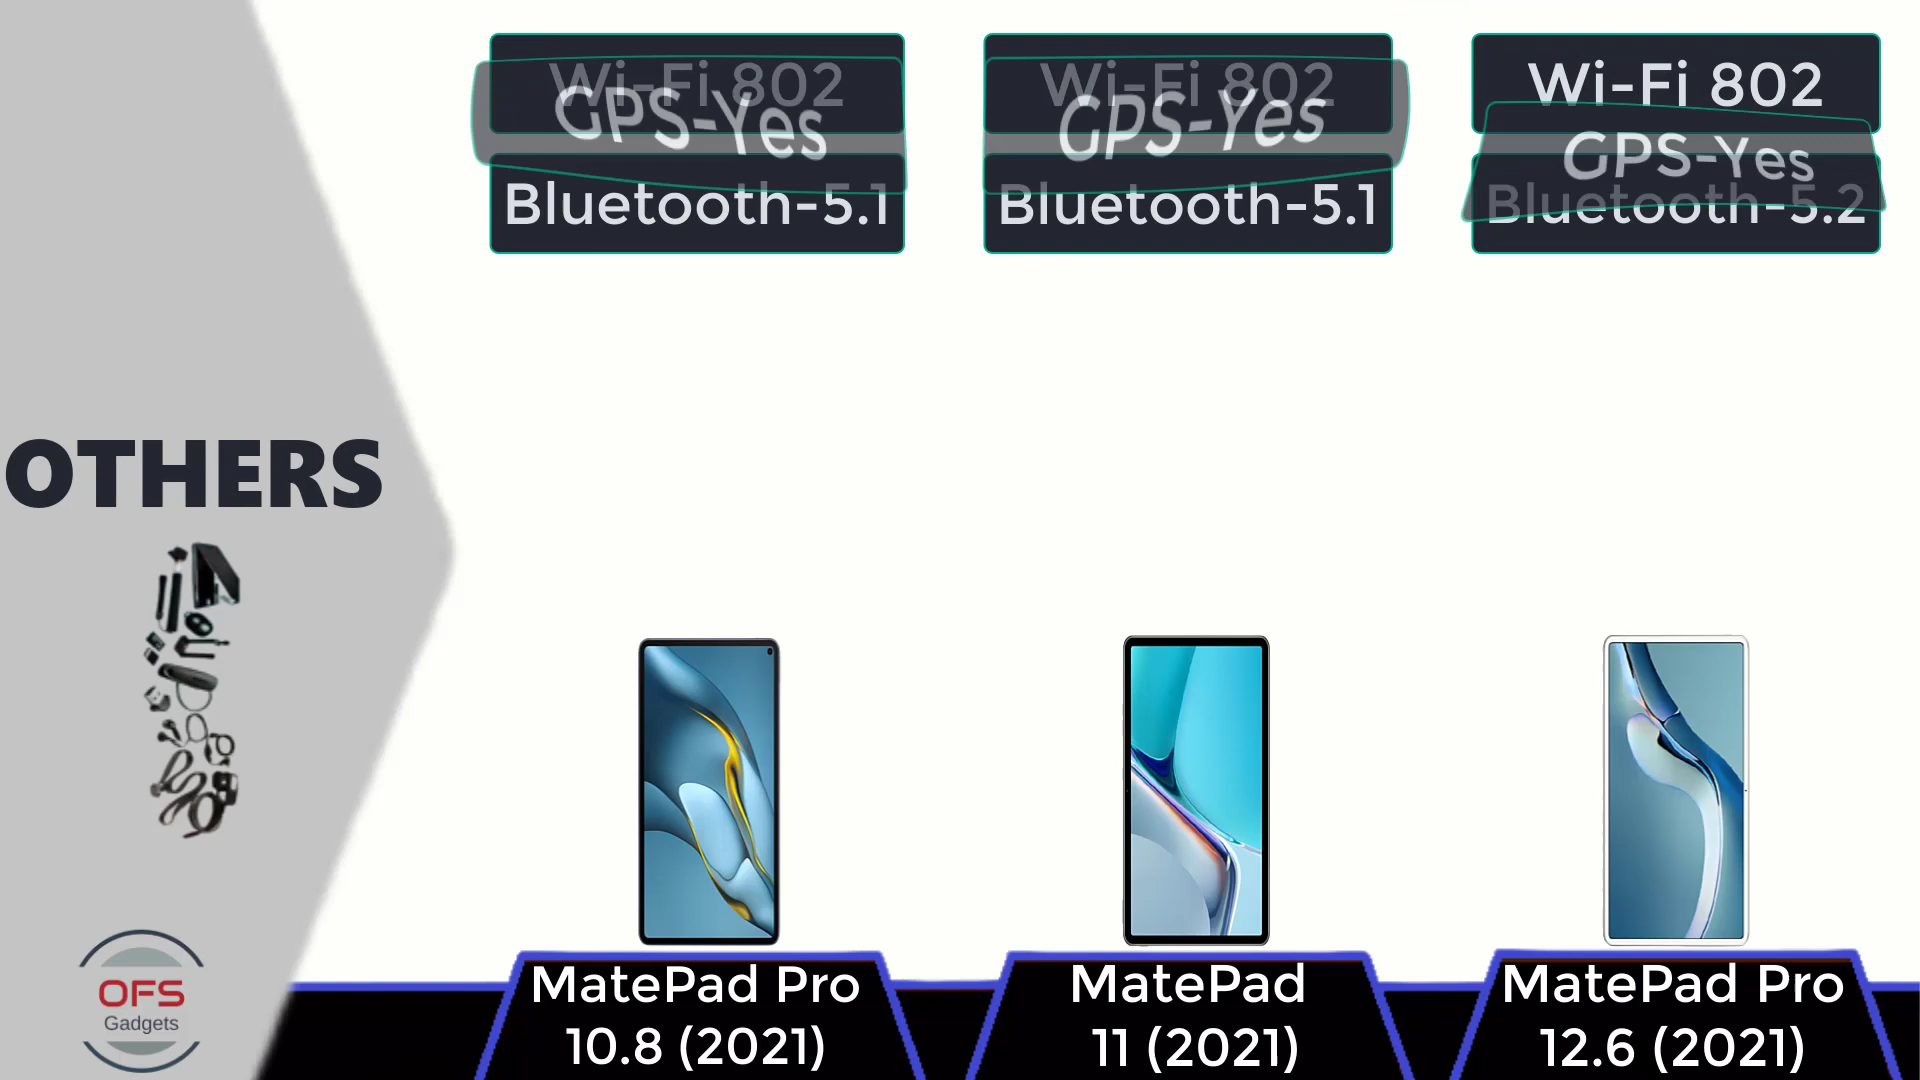 Wi-Fi 802
GPS-Yes
Bluetooth-5.1
Wi-Fi 802
GPS-Yes
Bluetooth-5.1
Wi-Fi 802
GPS-Yes
Bluetooth-5.2
OTHERS
OFS
Gadgets
MatePad Pro
10.8 (2021)
MatePad
11 (2021)
MatePad Pro
12.6 (2021)